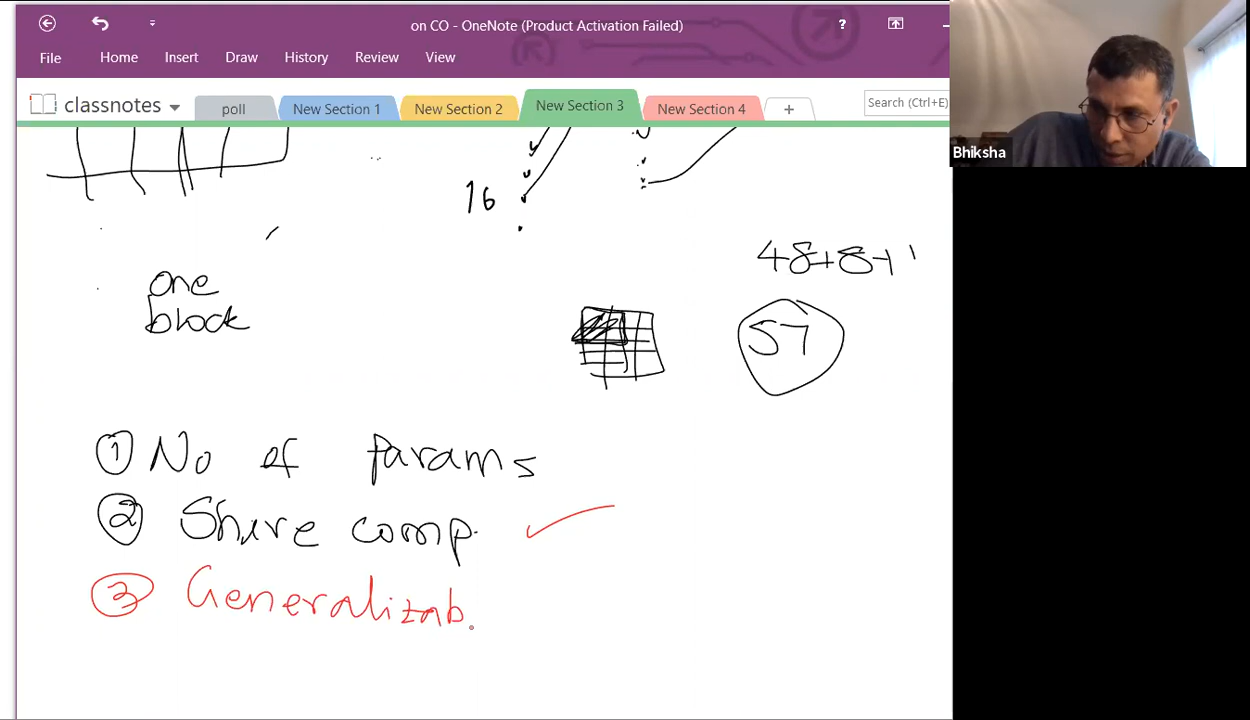 on CO - OneNote (Product Activation Failed)
?
File Home Insert Draw History Review View
classnotes
poll
New Section 1
New Section 2
New Section 3
New Section 4
+
Search (Ctrl+E)
Bhiksha
16
48+8+1
one
block
57
① No of params
② Share comp.
③ Generalizab.